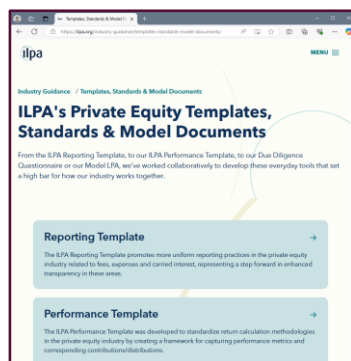 Templates, Standards & Model D
https://ilpa.org/industry-guidance/templates-standards-model-documents/
ilpa
MENU
Industry Guidance / Templates, Standards & Model Documents
ILPA's Private Equity Templates,
Standards & Model Documents
From the ILPA Reporting Template, to our ILPA Performance Template, to our Due Diligence
Questionnaire or our Model LPA, we've worked collaboratively to develop these everyday tools that set
a high bar for how our industry works together.
Reporting Template
The ILPA Reporting Template promotes more uniform reporting practices in the private equity
industry related to fees, expenses and carried interest, representing a step forward in enhanced
transparency in these areas.
Performance Template
The ILPA Performance Template was developed to standardize return calculation methodologies
in the private equity industry by creating a framework for capturing performance metrics and
corresponding contributions/distributions.